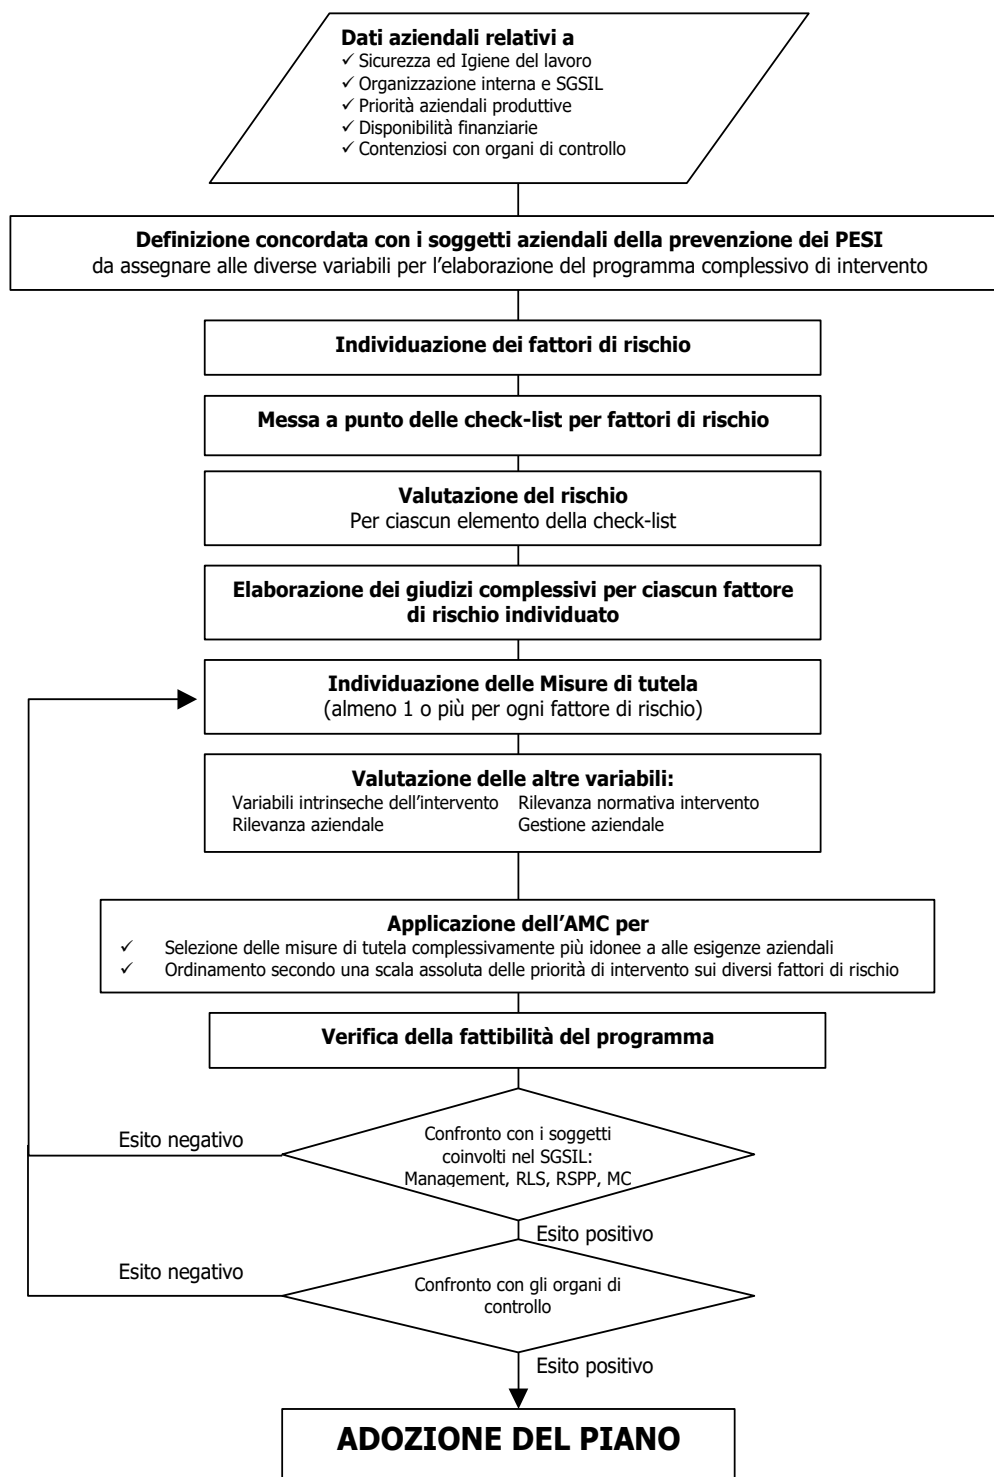 Dati aziendali relativi a
✓ Sicurezza ed Igiene del lavoro
✓ Organizzazione interna e SGSIL
✓ Priorità aziendali produttive
✓ Disponibilità finanziarie
✓ Contenziosi con organi di controllo
Definizione concordata con i soggetti aziendali della prevenzione dei PESI
da assegnare alle diverse variabili per l'elaborazione del programma complessivo di intervento
Individuazione dei fattori di rischio
Messa a punto delle check-list per fattori di rischio
Valutazione del rischio
Per ciascun elemento della check-list
Elaborazione dei giudizi complessivi per ciascun fattore
di rischio individuato
Individuazione delle Misure di tutela
(almeno 1 o più per ogni fattore di rischio)
Valutazione delle altre variabili:
Variabili intrinseche dell'intervento Rilevanza normativa intervento
Rilevanza aziendale Gestione aziendale
Applicazione dell'AMC per
✓ Selezione delle misure di tutela complessivamente più idonee a alle esigenze aziendali
✓ Ordinamento secondo una scala assoluta delle priorità di intervento sui diversi fattori di rischio
Verifica della fattibilità del programma
Esito negativo
Confronto con i soggetti
coinvolti nel SGSIL:
Management, RLS, RSPP, MC
Esito positivo
Esito negativo
Confronto con gli organi di
controllo
Esito positivo
ADOZIONE DEL PIANO